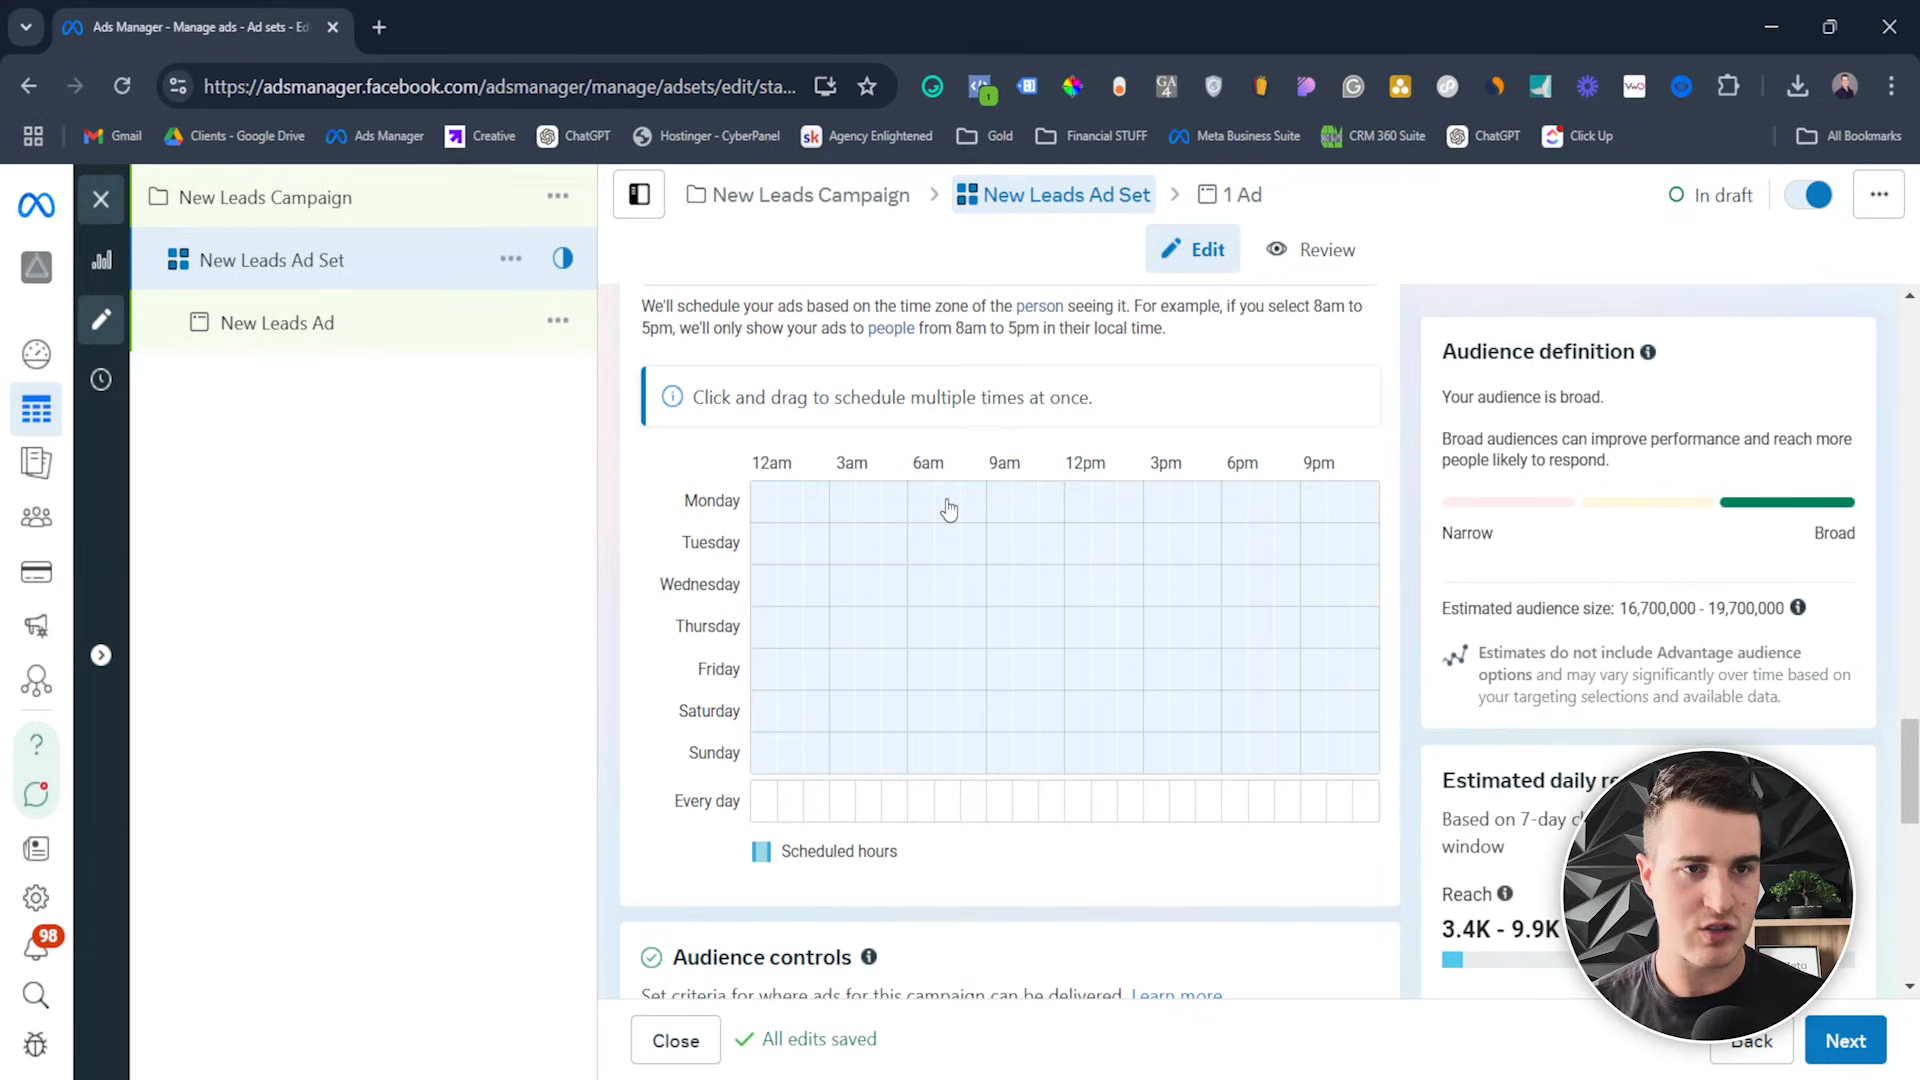 Ads Manager - Manage ads - Ad sets - Ed
https://adsmanager.facebook.com/adsmanager/manage/adsets/edit/sta...
1
GA
4
VWO
Gmail
Clients - Google Drive
Ads Manager
Creative
ChatGPT
Hostinger - CyberPanel
sk
Agency Enlightened
Gold
Financial STUFF
Meta Business Suite
CRM 360 Suite
ChatGPT
Click Up
All Bookmarks
New Leads Campaign
New Leads Ad Set
New Leads Ad
New Leads Campaign
New Leads Ad Set
1 Ad
In draft
Edit
Review
We'll schedule your ads based on the time zone of the person seeing it. For example, if you select 8am to
5pm, we'll only show your ads to people from 8am to 5pm in their local time.
Click and drag to schedule multiple times at once.
12am 3am 6am 9am 12pm 3pm 6pm 9pm
Monday
Tuesday
Wednesday
Thursday
Friday
Saturday
Sunday
Every day
Scheduled hours
Audience controls
Set criteria for where ads for this campaign can be delivered. Learn more
Close
All edits saved
Back
Next
Audience definition
Your audience is broad.
Broad audiences can improve performance and reach more
people likely to respond.
Narrow Broad
Estimated audience size: 16,700,000 - 19,700,000
Estimates do not include Advantage audience
options and may vary significantly over time based on
your targeting selections and available data.
Estimated daily re
Based on 7-day c
window
Reach
3.4K - 9.9K
98